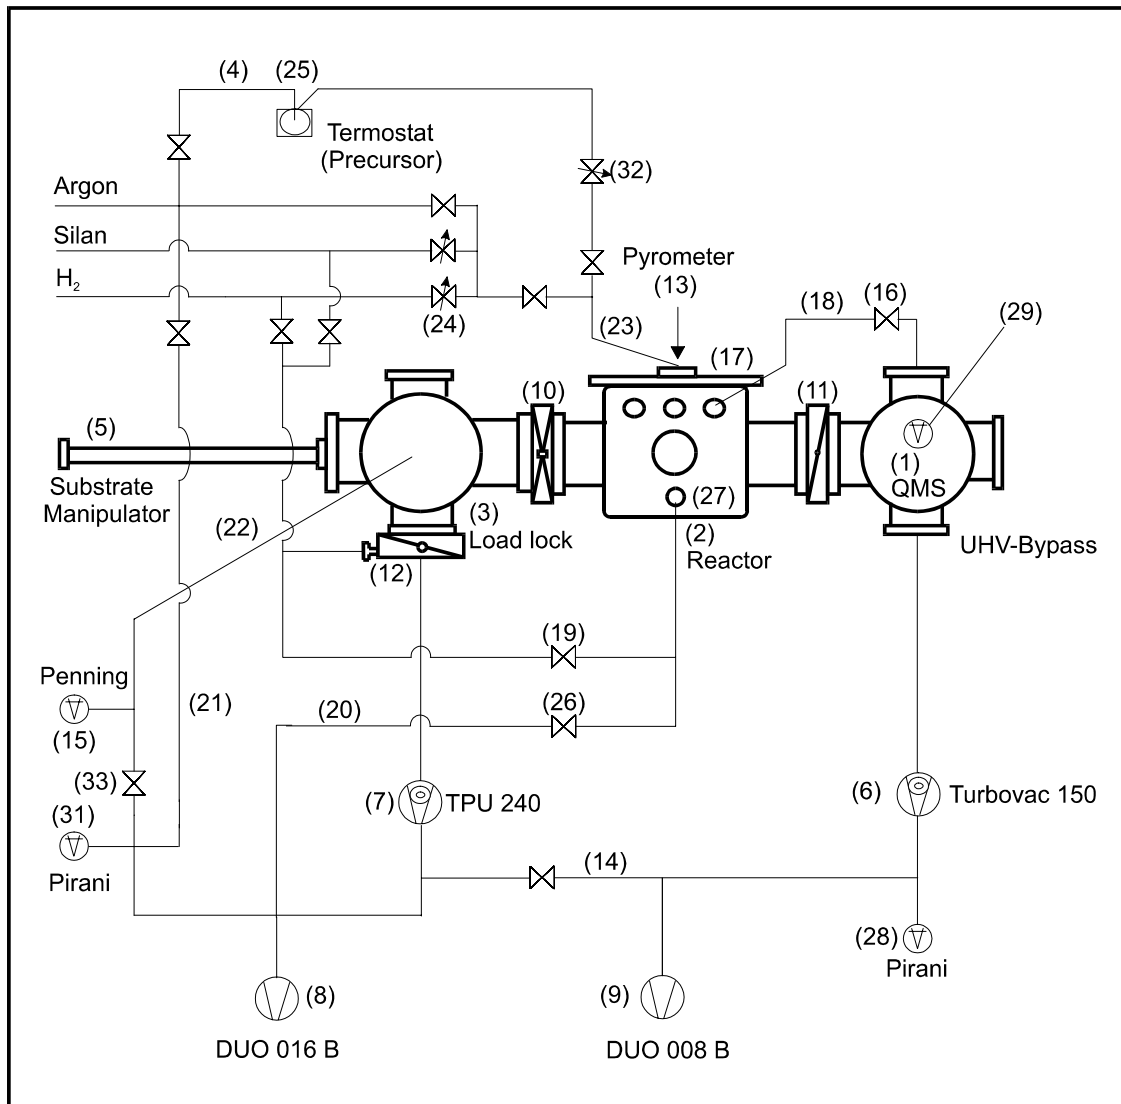 (4)
(25)
Termostat
(Precursor)
(32)
Argon
Silan
H₂
(24)
Pyrometer
(13)
(23)
(17)
(18)
(16)
(29)
(10)
(11)
(5)
Substrate
Manipulator
(22)
(3)
Load lock
(12)
(27)
(2)
Reactor
(1)
QMS
UHV-Bypass
(19)
Penning
(15)
(21)
(20)
(26)
(33)
(31)
Pirani
(7)
TPU 240
(6)
Turbovac 150
(14)
(28)
Pirani
(8)
DUO 016 B
(9)
DUO 008 B